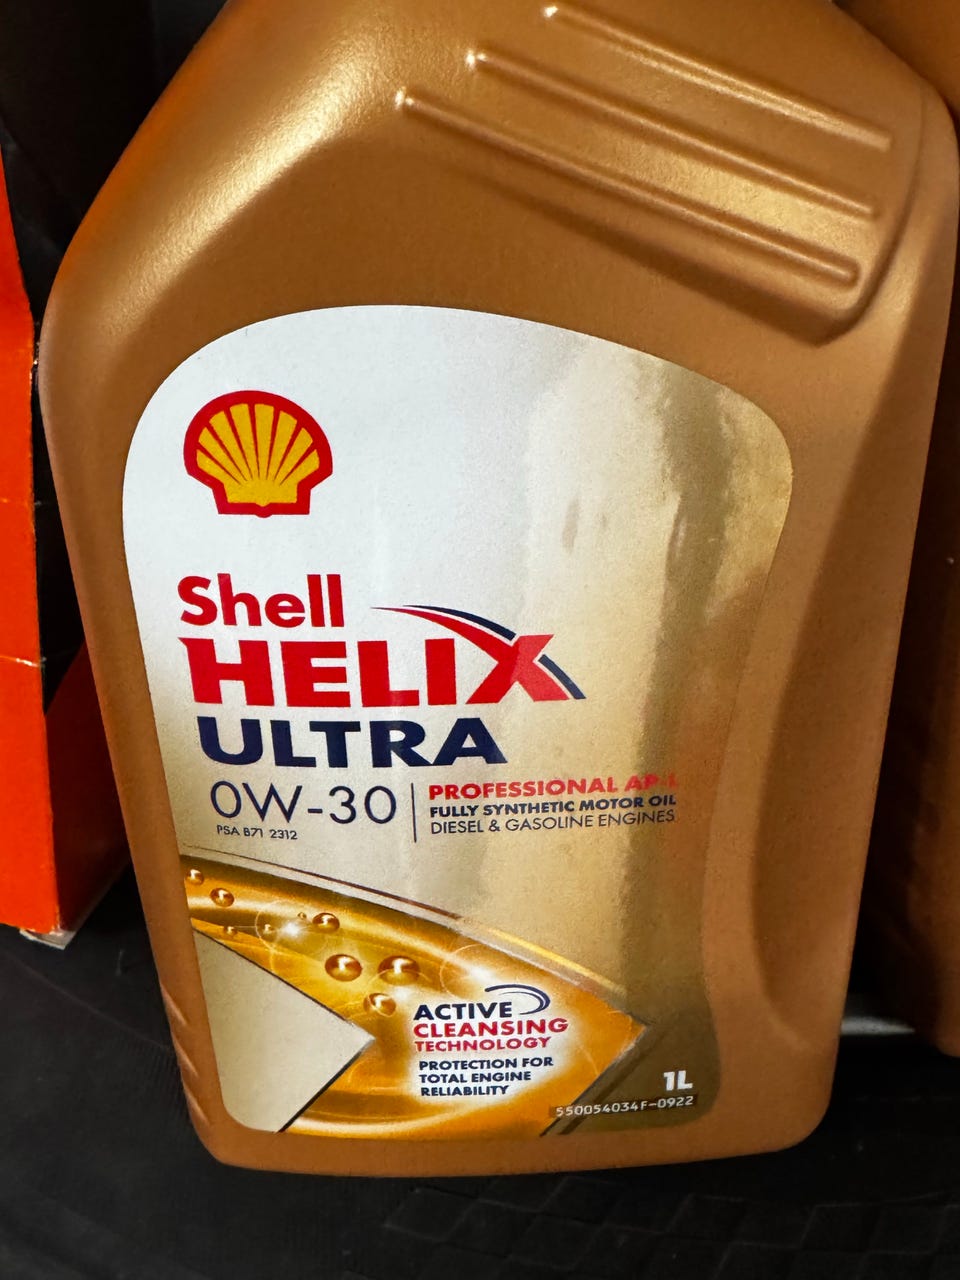 Shell
HELIX
ULTRA
0W-30
PSA B71 2312
PROFESSIONAL AP-L
FULLY SYNTHETIC MOTOR OIL
DIESEL & GASOLINE ENGINES
ACTIVE
CLEANSING
TECHNOLOGY
PROTECTION FOR
TOTAL ENGINE
RELIABILITY
1L
550054034F-0922